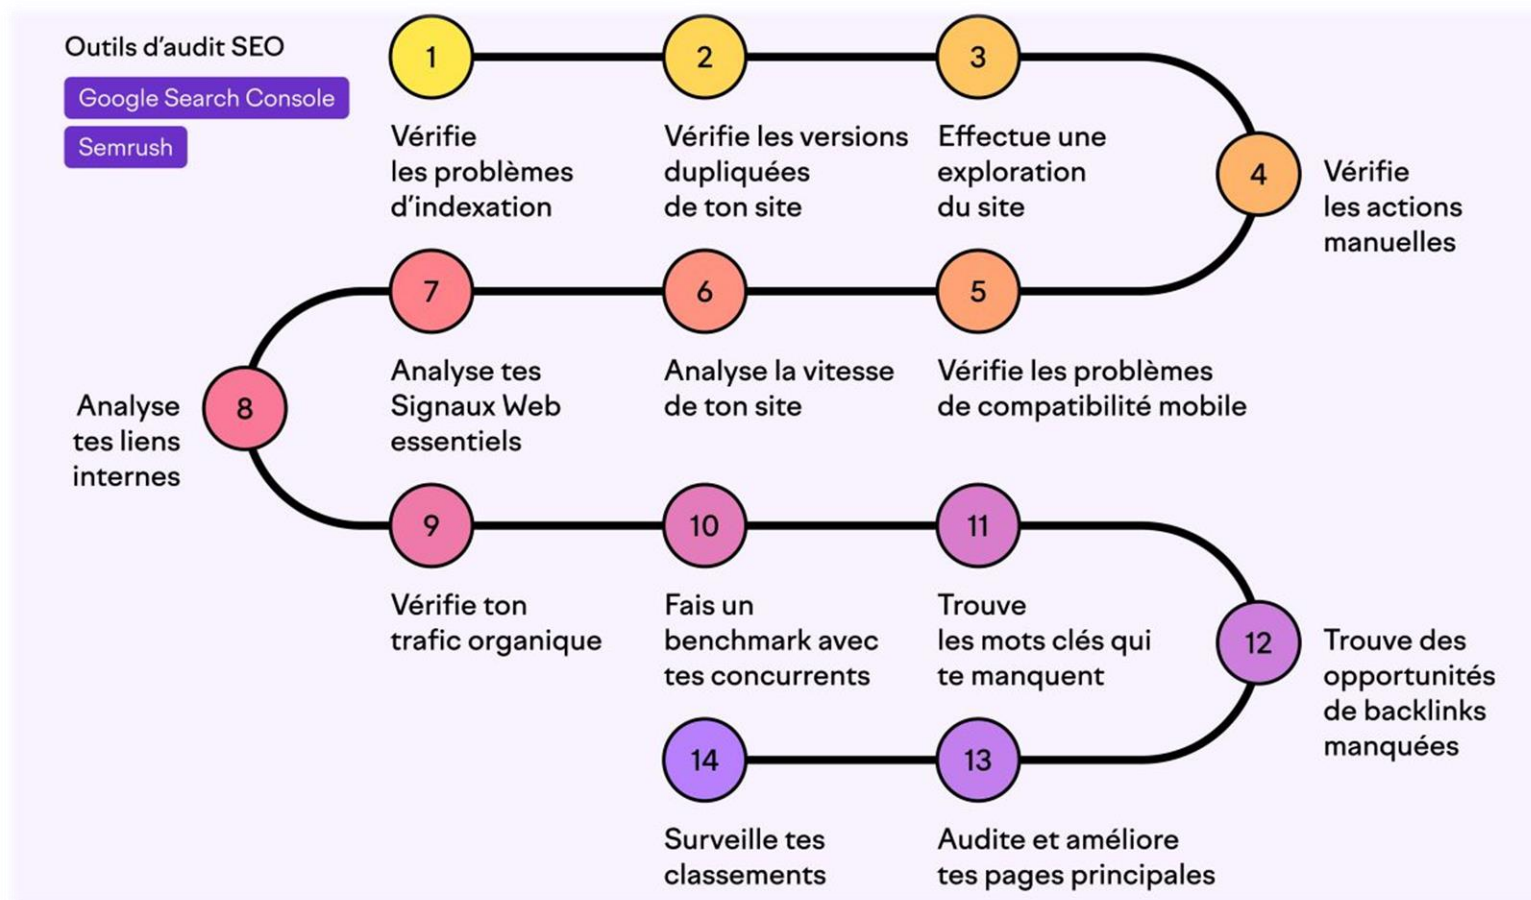 Outils d'audit SEO
Google Search Console
Semrush
1
Vérifie
les problèmes
d'indexation
2
Vérifie les versions
dupliquées
de ton site
3
Effectue une
exploration
du site
4
Vérifie
les actions
manuelles
5
Vérifie les problèmes
de compatibilité mobile
6
Analyse la vitesse
de ton site
7
Analyse tes
Signaux Web
essentiels
8
Analyse
tes liens
internes
9
Vérifie ton
trafic organique
10
Fais un
benchmark avec
tes concurrents
11
Trouve
les mots clés qui
te manquent
12
Trouve des
opportunités
de backlinks
manquées
13
Audite et améliore
tes pages principales
14
Surveille tes
classements